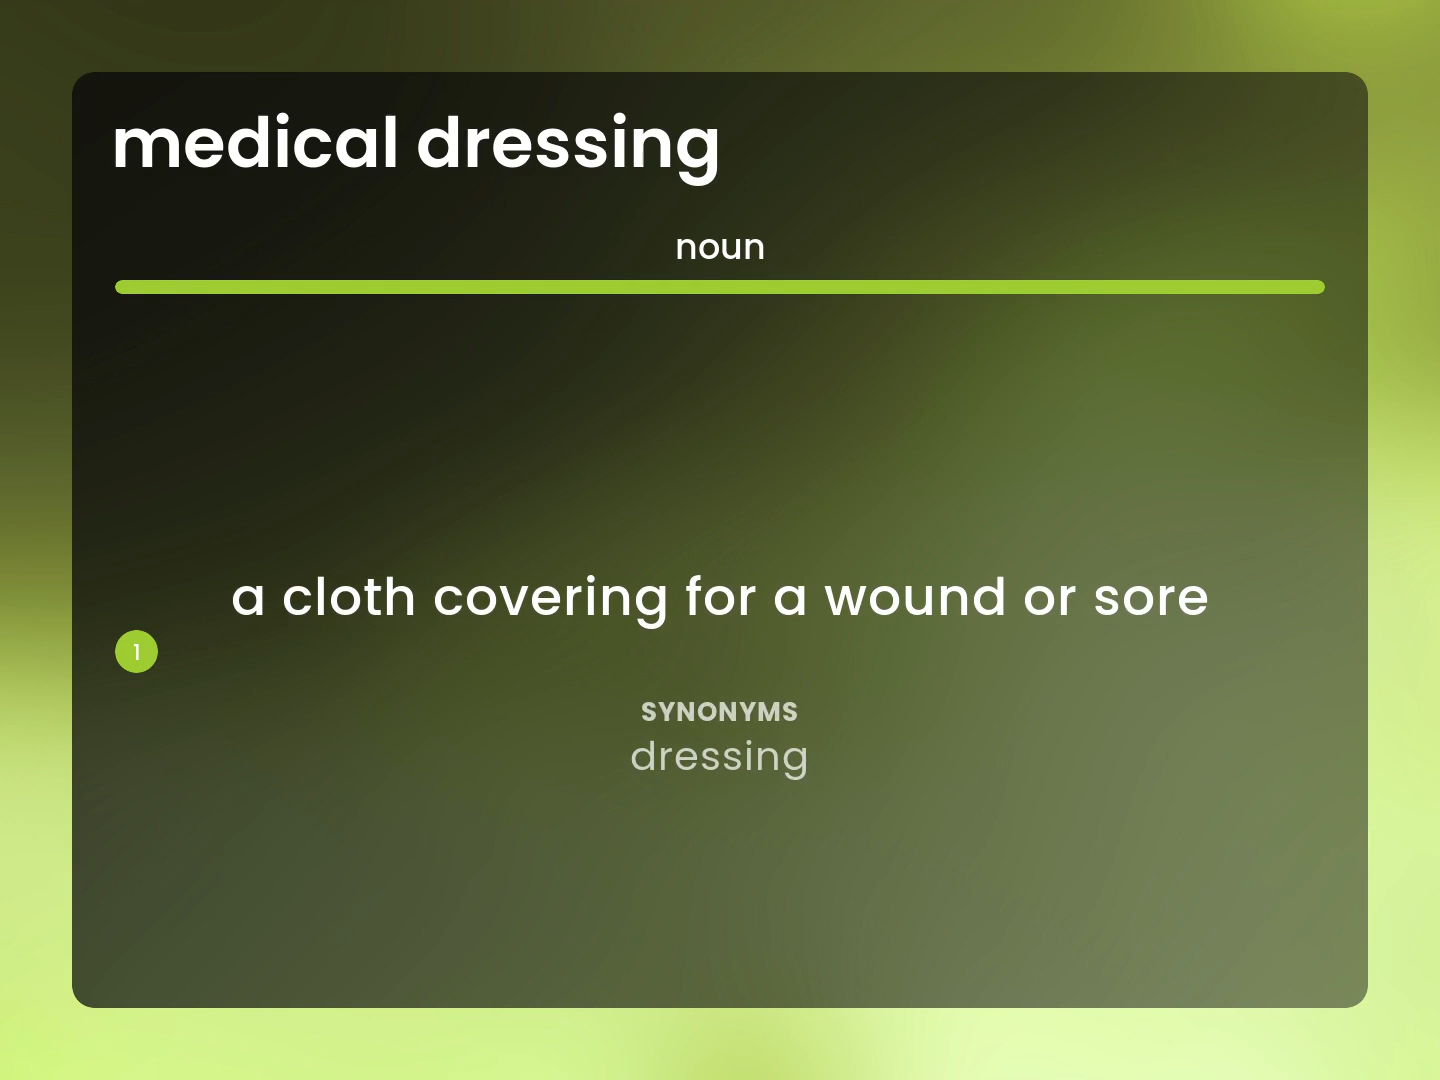 medical dressing
noun
a cloth covering for a wound or sore
1
SYNONYMS
dressing